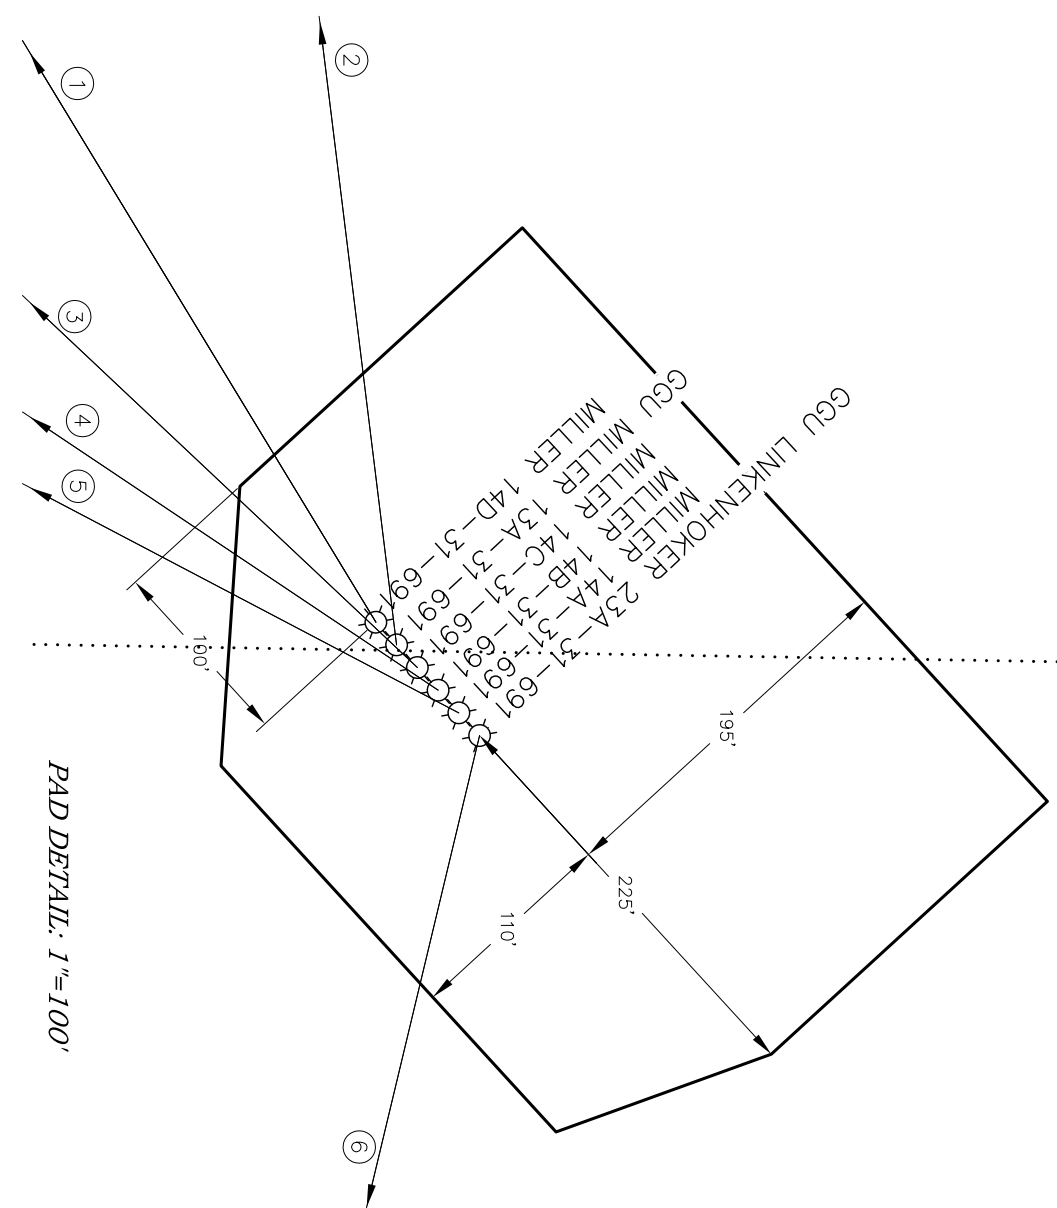 MILLER 14D-31-691
GGU MILLER 13A-31-691
MILLER 14C-31-691
MILLER 14B-31-691
MILLER 14A-31-691
GGU LINKENHOKER 23A-31-691
1
2
3
4
5
6
100'
195'
225'
110'
PAD DETAIL: 1"=100'